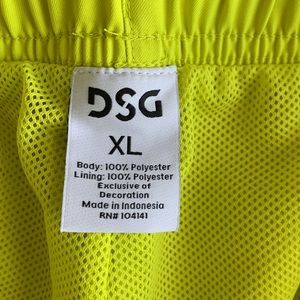 DSG
XL
Body: 100% Polyester
Lining: 100% Polyester
Exclusive of
Decoration
Made in Indonesia
RN# 104141